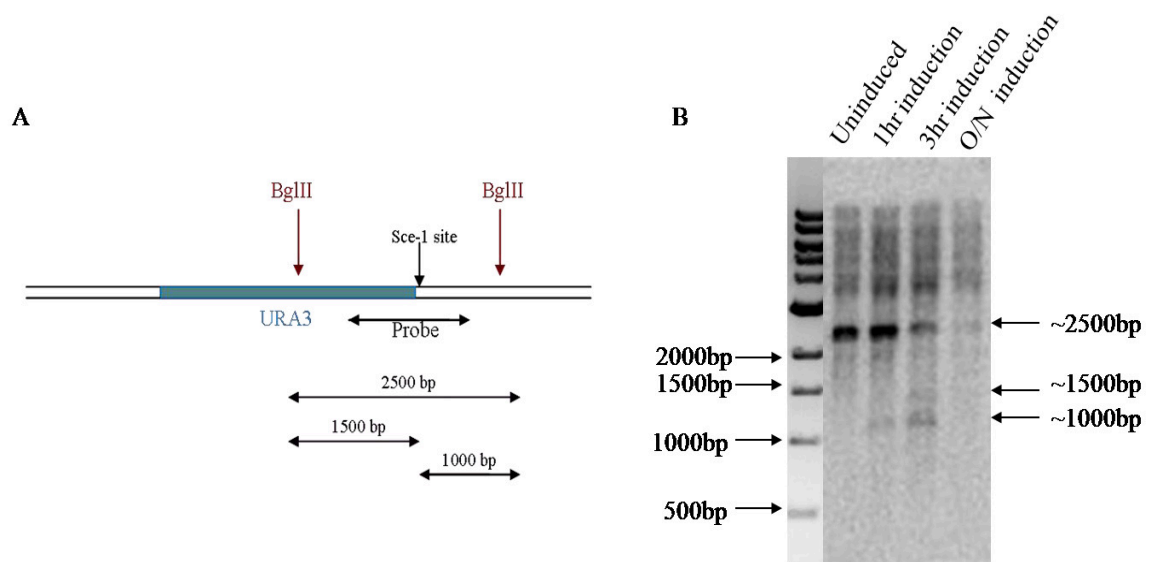 A
BglII
BglII
Sce-1 site
URA3
Probe
2500 bp
1500 bp
1000 bp
B
Uninduced
1hr induction
3hr induction
O/N induction
2000bp
1500bp
1000bp
500bp
~2500bp
~1500bp
~1000bp